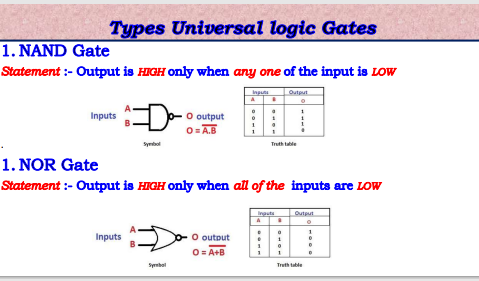 Types Universal logic Gates
1. NAND Gate
Statement :- Output is HIGH only when any one of the input is LOW
Inputs A B O output
O = A̅.̅B̅
Symbol
Inputs Output
A B O
0 0 1
0 1 1
1 0 1
1 1 0
Truth table
1. NOR Gate
Statement :- Output is HIGH only when all of the inputs are LOW
Inputs A B O output
O = A̅+̅B̅
Symbol
Inputs Output
A B O
0 0 1
0 1 0
1 0 0
1 1 0
Truth table